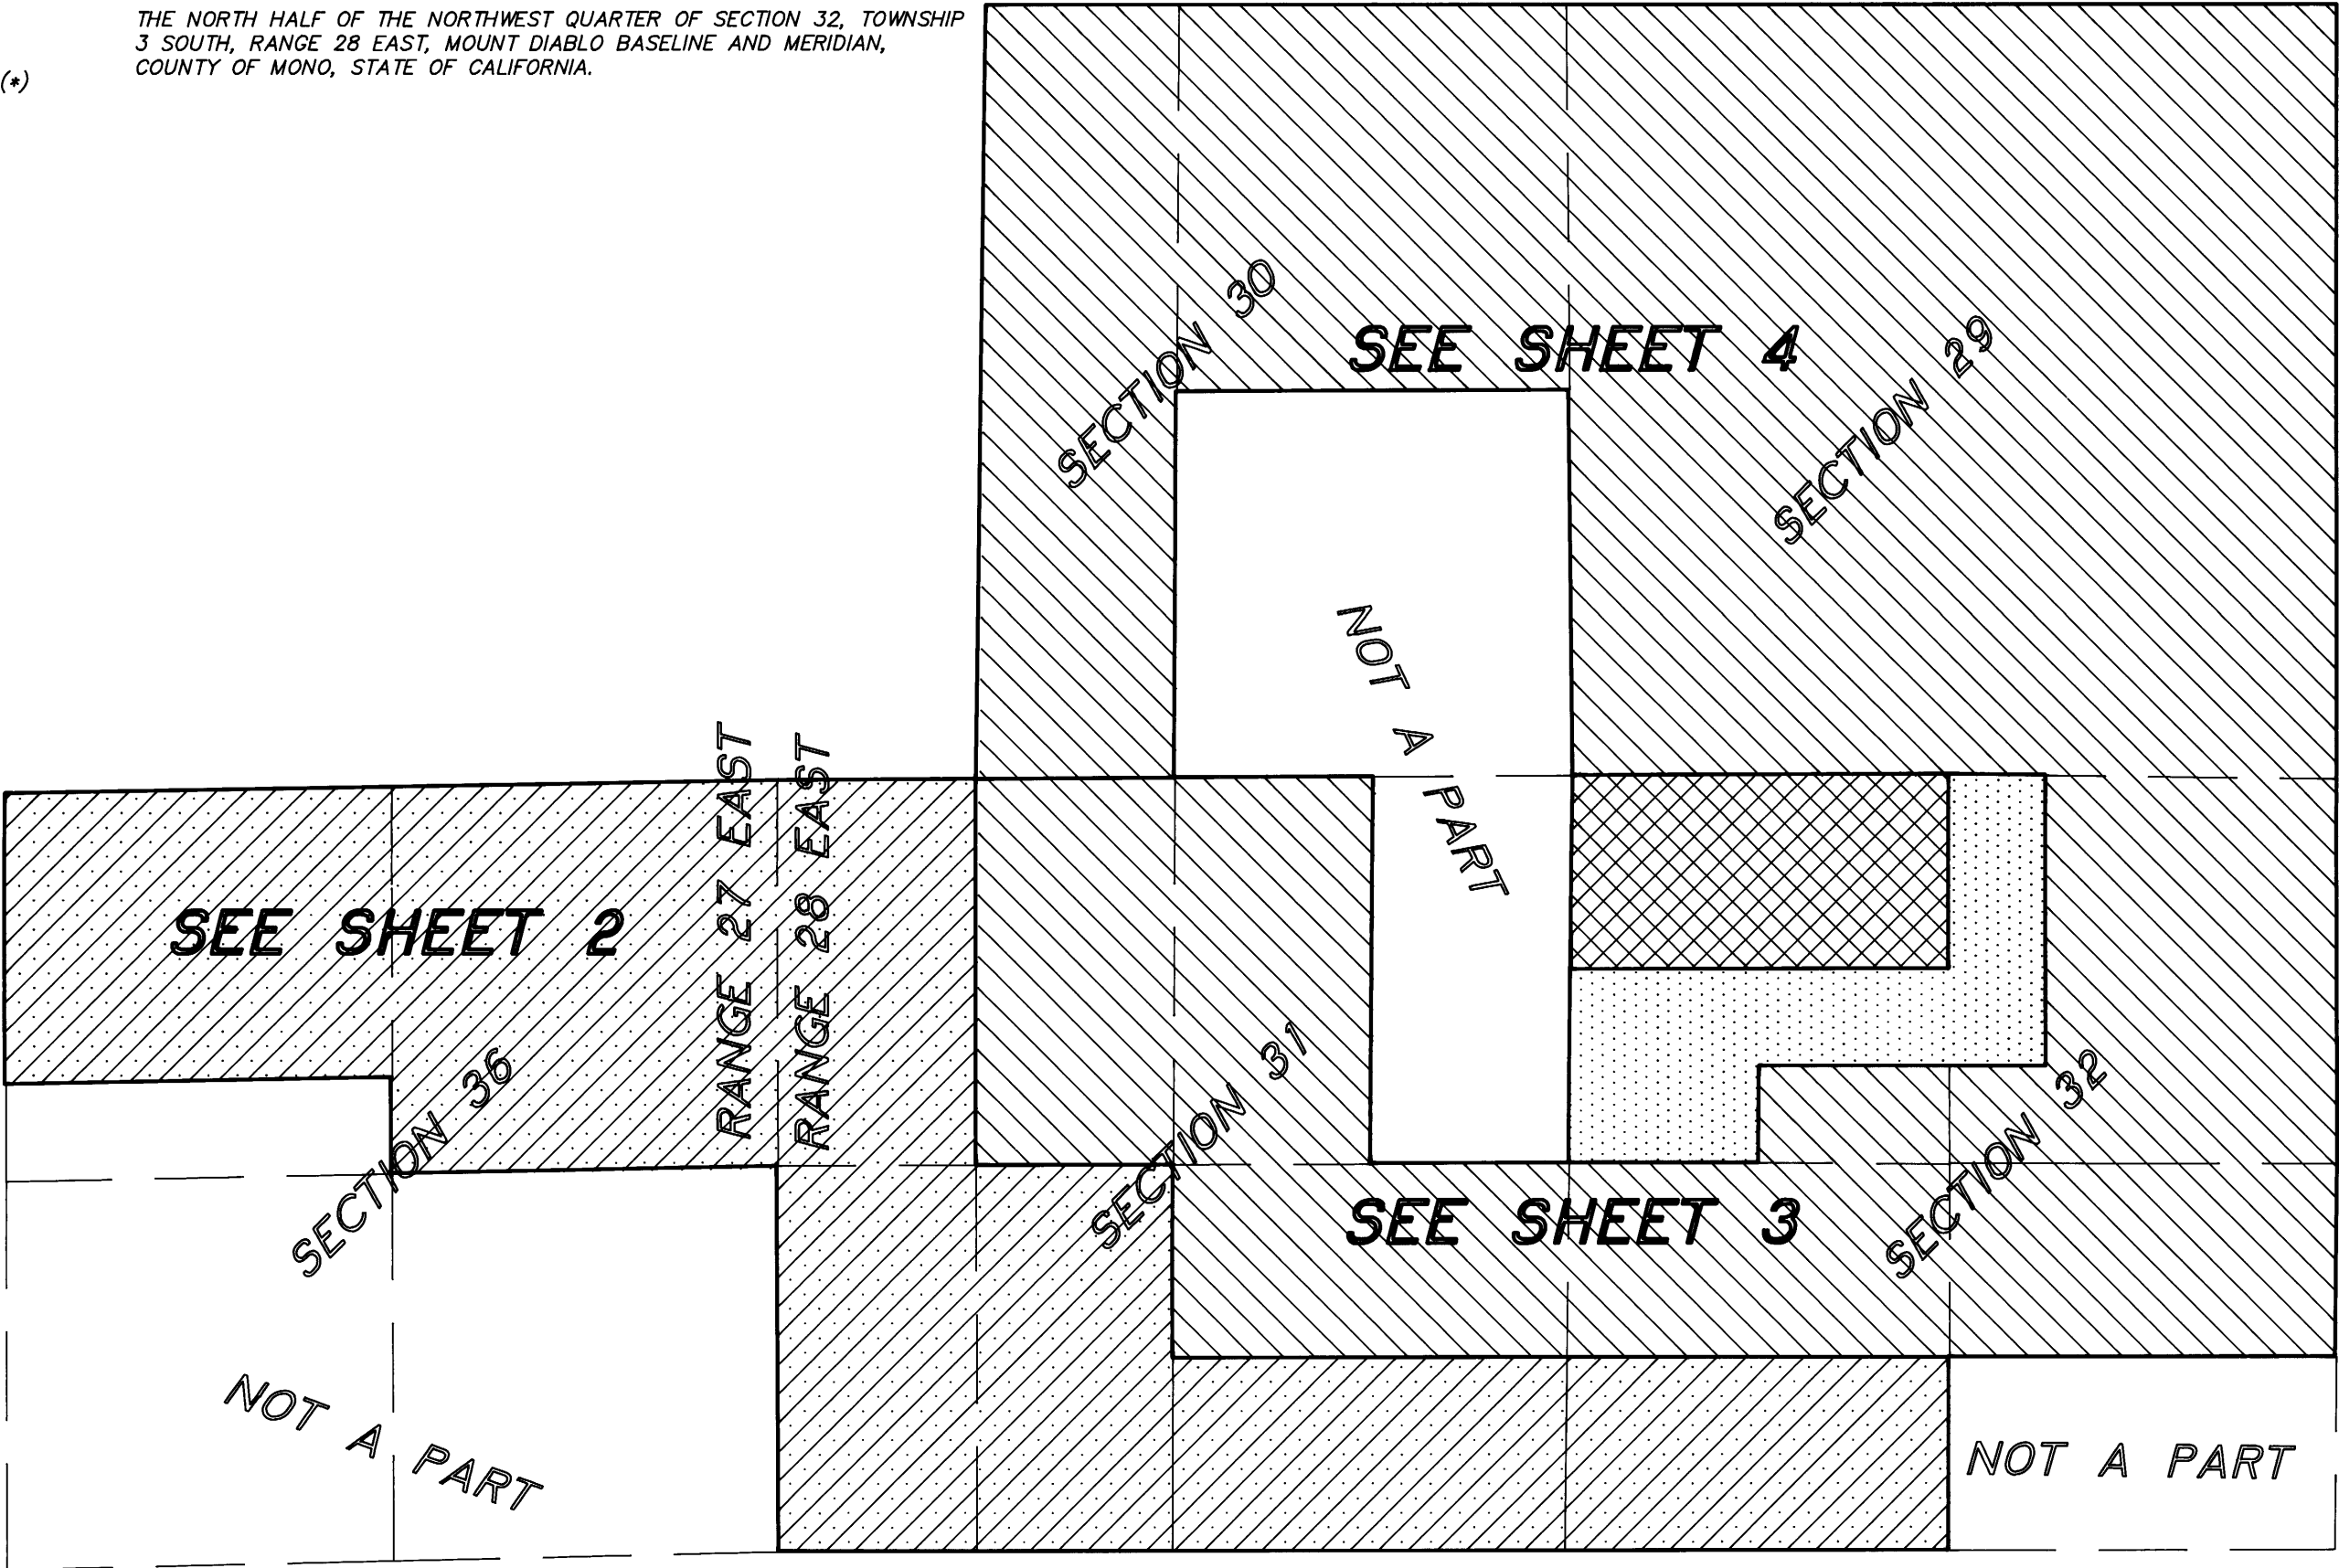 THE NORTH HALF OF THE NORTHWEST QUARTER OF SECTION 32, TOWNSHIP
3 SOUTH, RANGE 28 EAST, MOUNT DIABLO BASELINE AND MERIDIAN,
COUNTY OF MONO, STATE OF CALIFORNIA.
(*)
SECTION 30
SEE SHEET 4
SECTION 29
NOT A PART
RANGE 27 EAST
RANGE 28 EAST
SEE SHEET 2
SECTION 36
SECTION 31
SECTION 32
SEE SHEET 3
NOT A PART
NOT A PART